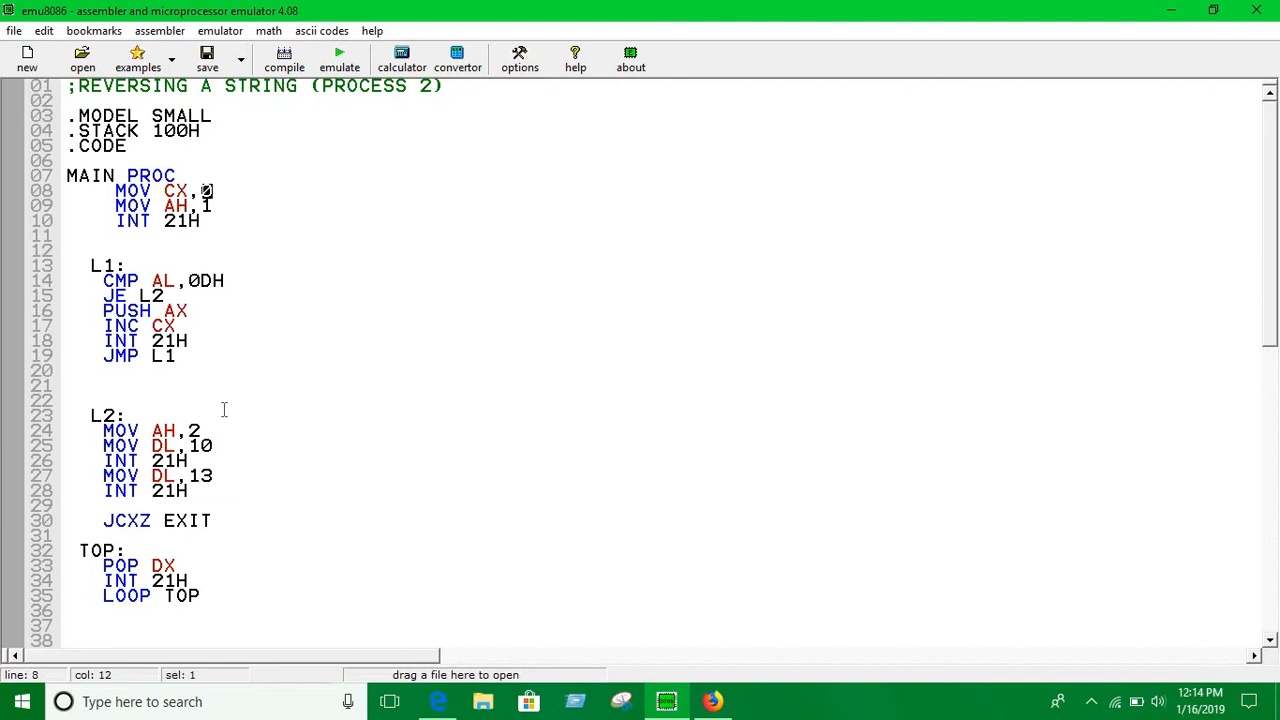 emu8086 - assembler and microprocessor emulator 4.08
file edit bookmarks assembler emulator math ascii codes help
new open examples save compile emulate calculator convertor options help about
01 ;REVERSING A STRING (PROCESS 2)
02
03 .MODEL SMALL
04 .STACK 100H
05 .CODE
06
07 MAIN PROC
08 MOV CX,0
09 MOV AH,1
10 INT 21H
11
12
13 L1:
14 CMP AL,0DH
15 JE L2
16 PUSH AX
17 INC CX
18 INT 21H
19 JMP L1
20
21
22
23 L2:
24 MOV AH,2
25 MOV DL,10
26 INT 21H
27 MOV DL,13
28 INT 21H
29
30 JCXZ EXIT
31
32 TOP:
33 POP DX
34 INT 21H
35 LOOP TOP
36
37
38
line: 8 col: 12 sel: 1 drag a file here to open
Type here to search
12:14 PM
1/16/2019